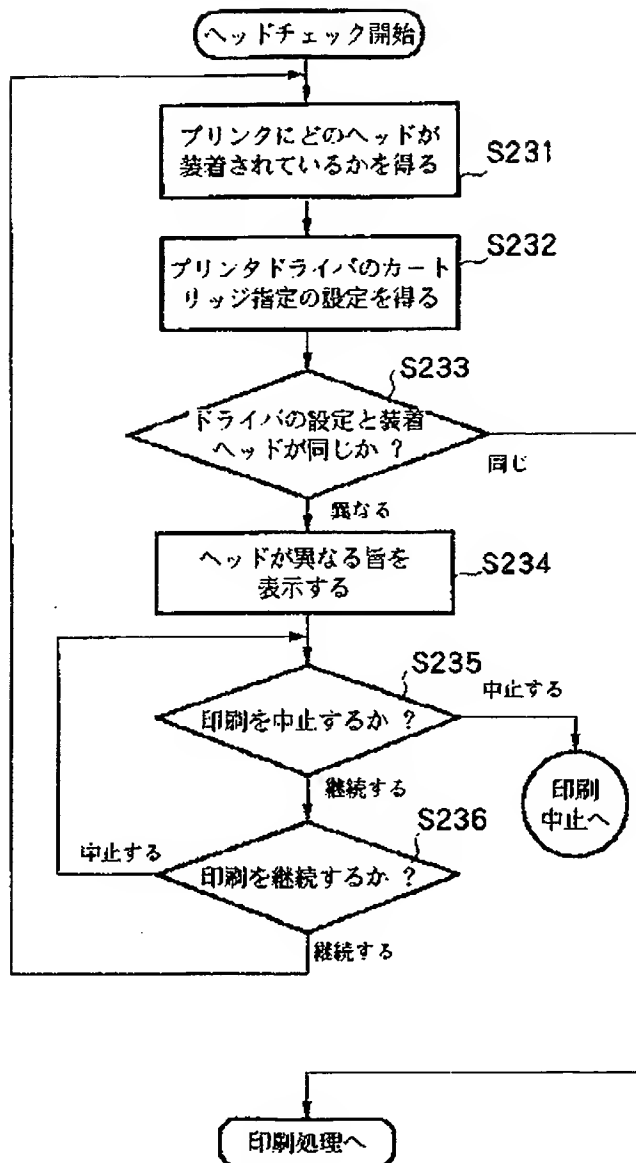 ヘッドチェック開始
プリンクにどのヘッドが
装着されているかを得る
S231
プリンタドライバのカート
リッジ指定の設定を得る
S232
S233
ドライバの設定と装着
ヘッドが同じか ?
同じ
異なる
ヘッドが異なる旨を
表示する
S234
S235
印刷を中止するか ?
中止する
印刷
中止へ
継続する
S236
印刷を継続するか ?
中止する
継続する
印刷処理へ